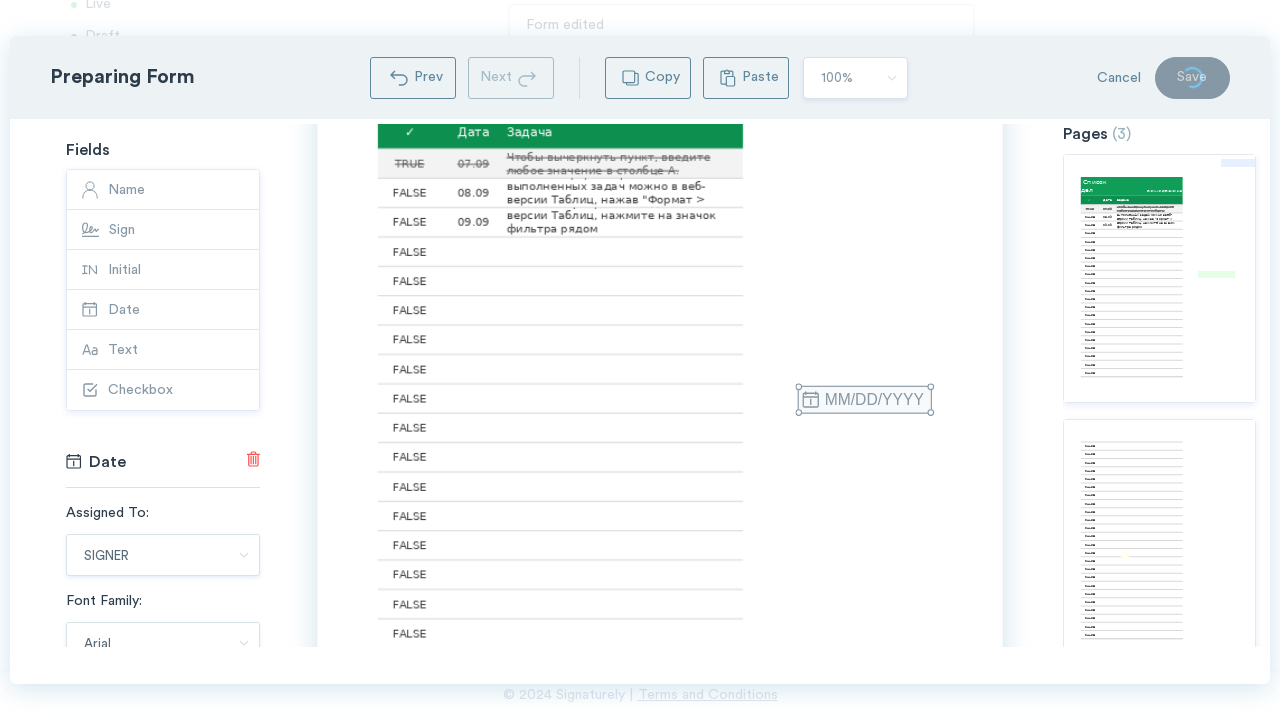 Live
Form edited
Draft
Preparing Form
Prev
Next
Copy
Paste
100%
Cancel
Save
Fields
Name
Sign
Initial
Date
Text
Checkbox
Date
Assigned To:
SIGNER
Font Family:
Arial
✓ Дата Задача
TRUE 07.09 Чтобы вычеркнуть пункт, введите
любое значение в столбце A.
FALSE 08.09 выполненных задач можно в веб-
версии Таблиц, нажав "Формат >
FALSE 09.09 версии Таблиц, нажмите на значок
фильтра рядом
FALSE
FALSE
FALSE
FALSE
FALSE
FALSE
FALSE
FALSE
FALSE
FALSE
FALSE
FALSE
FALSE
FALSE
MM/DD/YYYY
Pages (3)
Список
дел
© 2024 Signaturely | Terms and Conditions